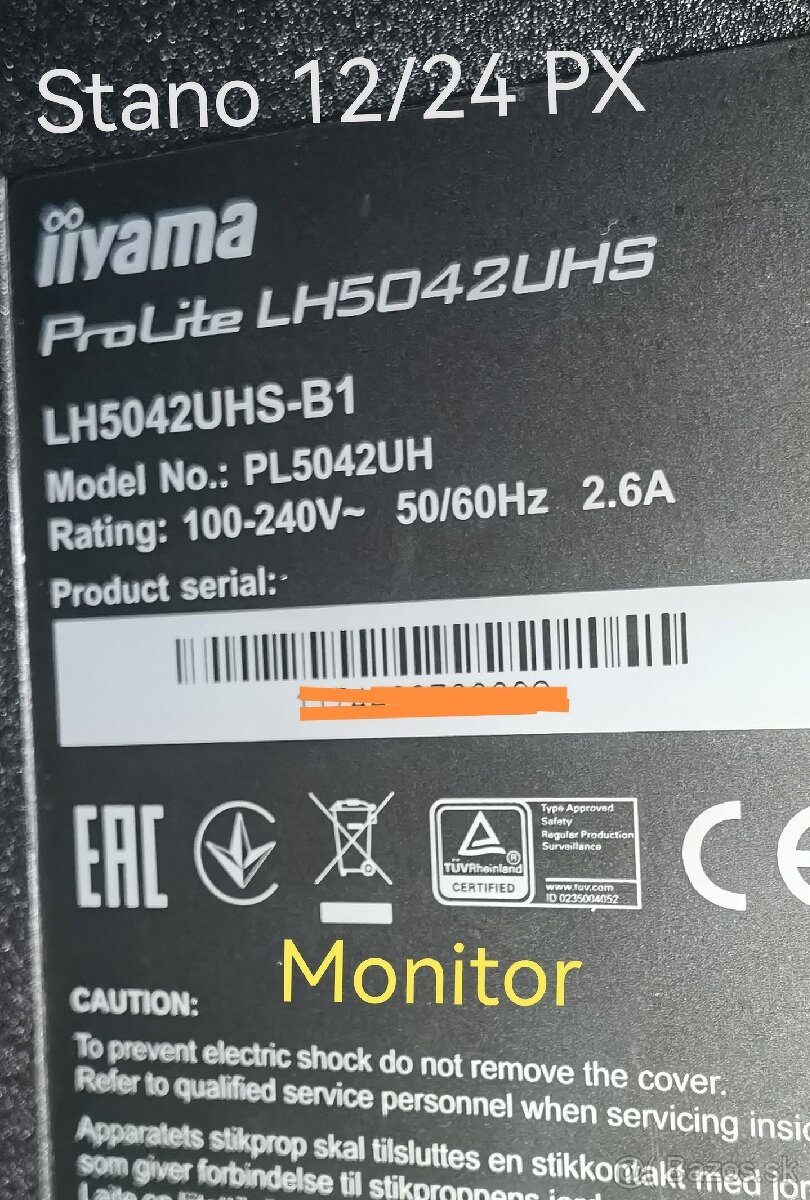 Stano 12/24 PX
iiyama
ProLite LH5042UHS
LH5042UHS-B1
Model No.: PL5042UH
Rating: 100-240V~ 50/60Hz 2.6A
Product serial:
EAC
Type Approved
Safety
Regular Production
Surveillance
TÜVRheinland
CERTIFIED
www.tuv.com
ID 0235004052
CE
Monitor
CAUTION:
To prevent electric shock do not remove the cover.
Refer to qualified service personnel when servicing
Apparatets stikprop skal tilsluttes en stikkontakt med
som giver forbindelse til stikproppens
Bazos.sk